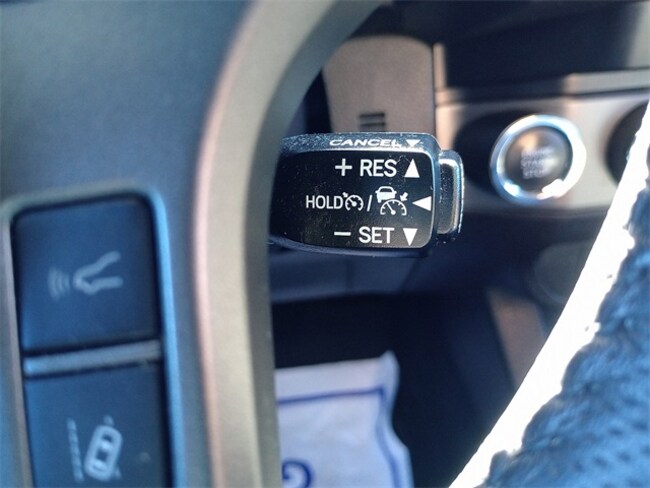 CANCEL
+ RES ▲
HOLD / ◀
− SET ▼
G